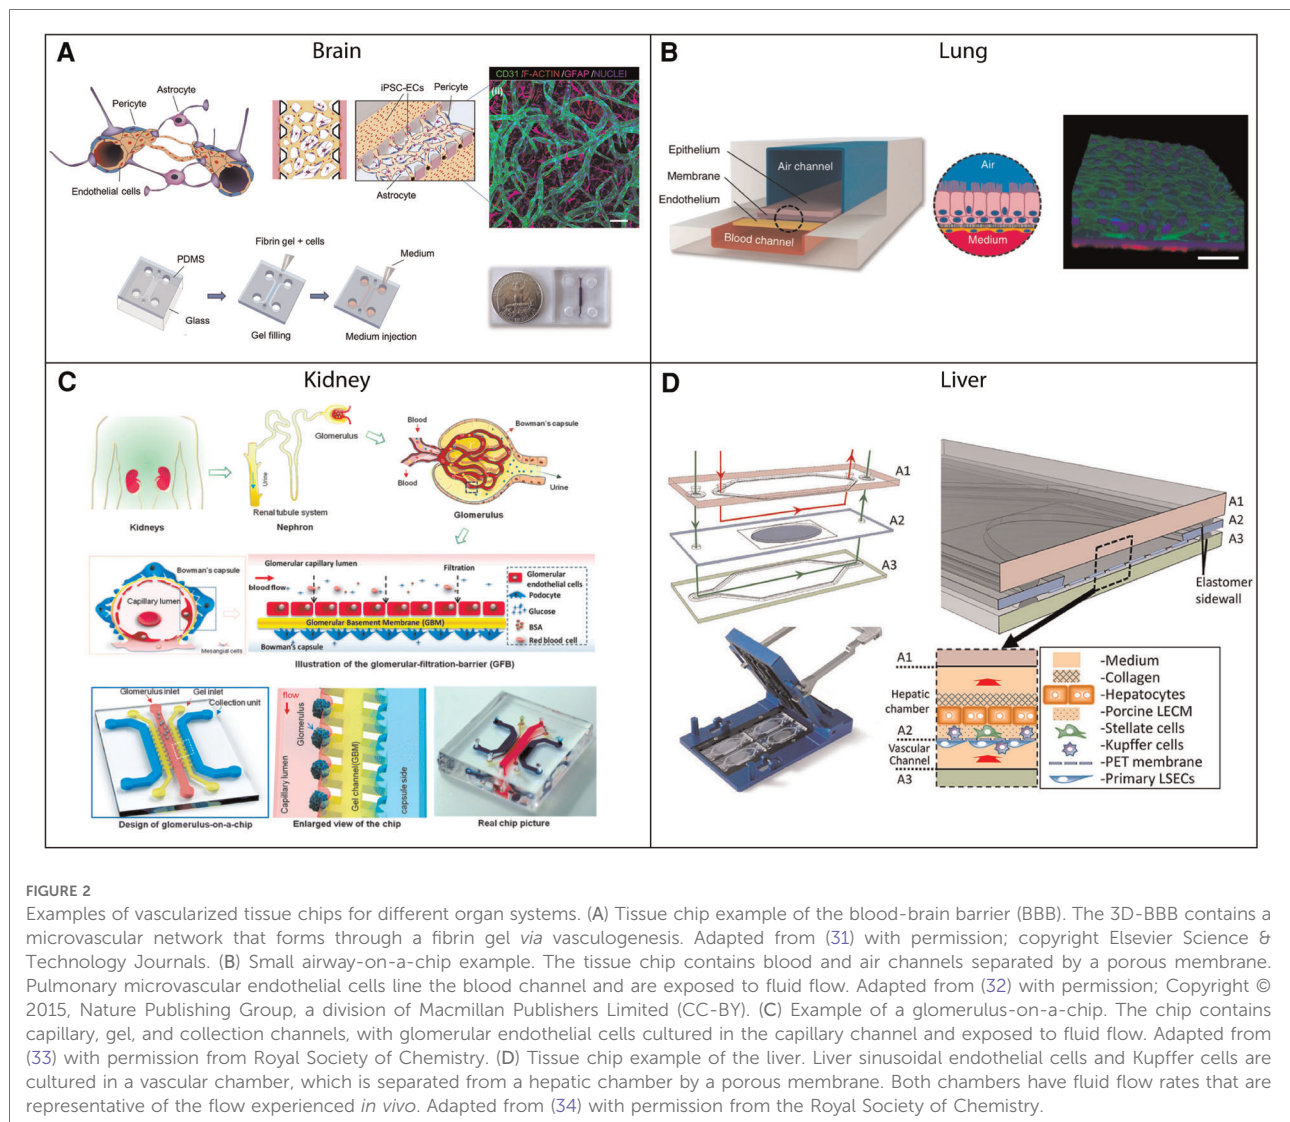 A
Brain
Astrocyte
Pericyte
Endothelial cells
iPSC-ECs
Pericyte
Astrocyte
CD31/F-ACTIN/GFAP/NUCLEI
(ii)
Fibrin gel + cells
Medium
PDMS
Glass
Gel filling
Medium injection
B
Lung
Epithelium
Membrane
Endothelium
Air channel
Blood channel
Air
Medium
C
Kidney
Kidneys
Glomerulus
Urine
Renal tubule system
Nephron
Blood
Blood
Bowman's capsule
Urine
Glomerulus
Bowman's capsule
Capillary lumen
Mesangial cells
Glomerular capillary lumen
Filtration
blood flow
Glomerular Basement Membrane (GBM)
Bowman's capsule
Glomerular
endothelial cells
Podocyte
Glucose
BSA
Red blood cell
Illustration of the glomerular-filtration-barrier (GFB)
Glomerulus inlet
Gel inlet
Collection unit
Design of glomerulus-on-a-chip
flow
Glomerulus
Capillary lumen
Gel channel(GBM)
capsule side
Enlarged view of the chip
Real chip picture
D
Liver
A1
A2
A3
A1
A2
A3
Elastomer
sidewall
A1
Hepatic
chamber
A2
Vascular
Channel
A3
-Medium
-Collagen
-Hepatocytes
-Porcine LECM
-Stellate cells
-Kupffer cells
-PET membrane
-Primary LSECs
FIGURE 2
Examples of vascularized tissue chips for different organ systems. (A) Tissue chip example of the blood-brain barrier (BBB). The 3D-BBB contains a
microvascular network that forms through a fibrin gel via vasculogenesis. Adapted from (31) with permission; copyright Elsevier Science &
Technology Journals. (B) Small airway-on-a-chip example. The tissue chip contains blood and air channels separated by a porous membrane.
Pulmonary microvascular endothelial cells line the blood channel and are exposed to fluid flow. Adapted from (32) with permission; Copyright ©
2015, Nature Publishing Group, a division of Macmillan Publishers Limited (CC-BY). (C) Example of a glomerulus-on-a-chip. The chip contains
capillary, gel, and collection channels, with glomerular endothelial cells cultured in the capillary channel and exposed to fluid flow. Adapted from
(33) with permission from Royal Society of Chemistry. (D) Tissue chip example of the liver. Liver sinusoidal endothelial cells and Kupffer cells are
cultured in a vascular chamber, which is separated from a hepatic chamber by a porous membrane. Both chambers have fluid flow rates that are
representative of the flow experienced in vivo. Adapted from (34) with permission from the Royal Society of Chemistry.